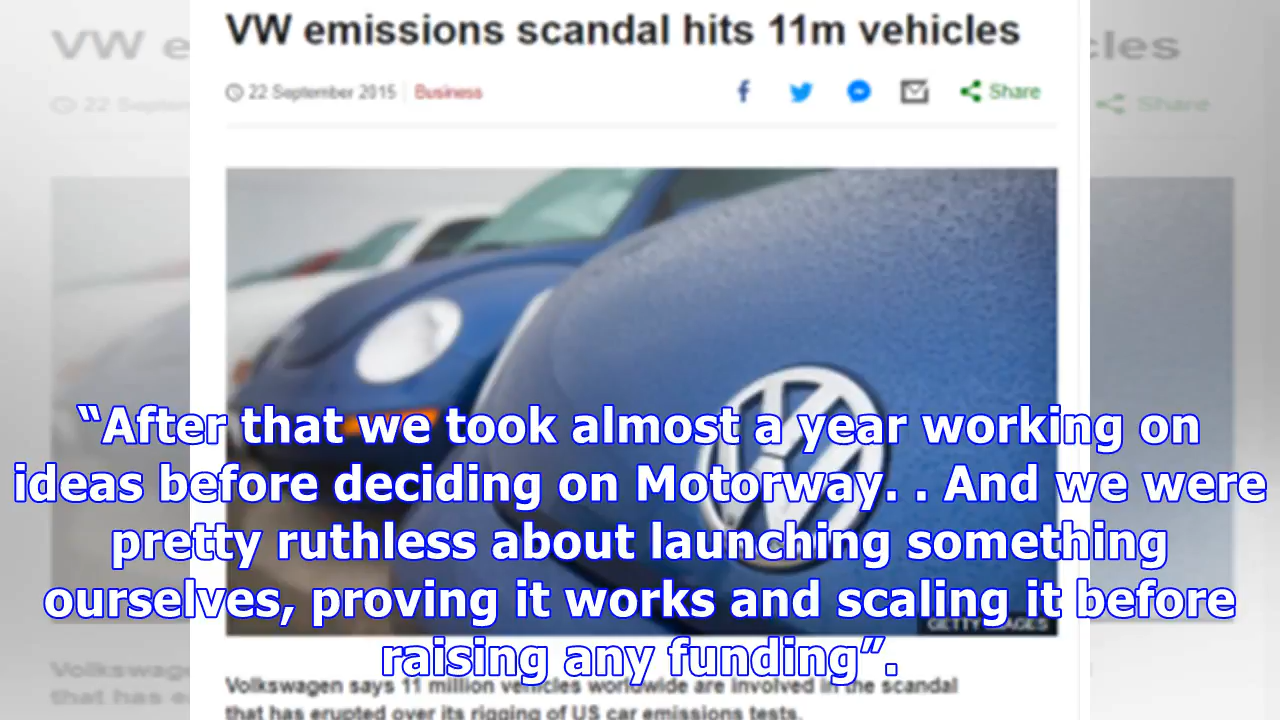 VW emissions scandal hits 11m vehicles
22 September 2015 Business Share
“After that we took almost a year working on
ideas before deciding on Motorway. . And we were
pretty ruthless about launching something
ourselves, proving it works and scaling it before
GETTY IMAGES
raising any funding”.
Volkswagen says 11 million vehicles worldwide are involved in the scandal
that has erupted over its rigging of US car emissions tests.